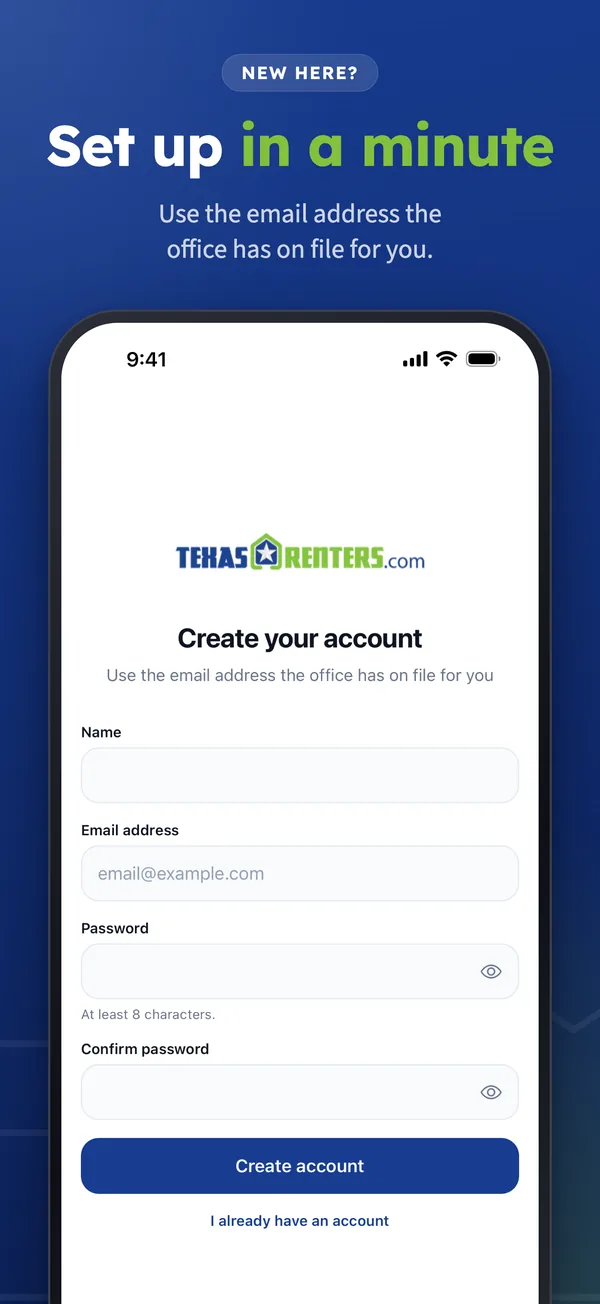 NEW HERE?
Set up in a minute
Use the email address the
office has on file for you.
9:41
TEXAS RENTERS.com
Create your account
Use the email address the office has on file for you
Name
Email address
email@example.com
Password
At least 8 characters.
Confirm password
Create account
I already have an account